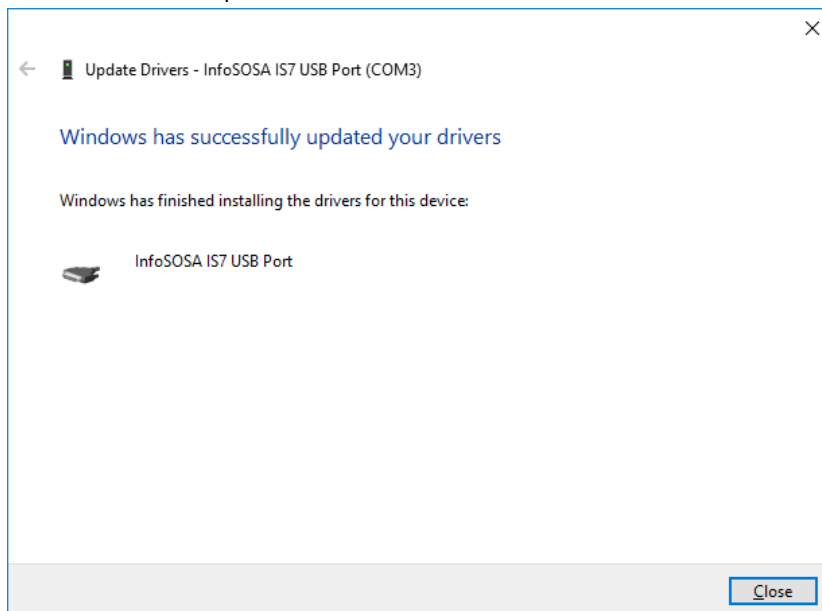 Update Drivers - InfoSOSA IS7 USB Port (COM3)
Windows has successfully updated your drivers
Windows has finished installing the drivers for this device:
InfoSOSA IS7 USB Port
Close